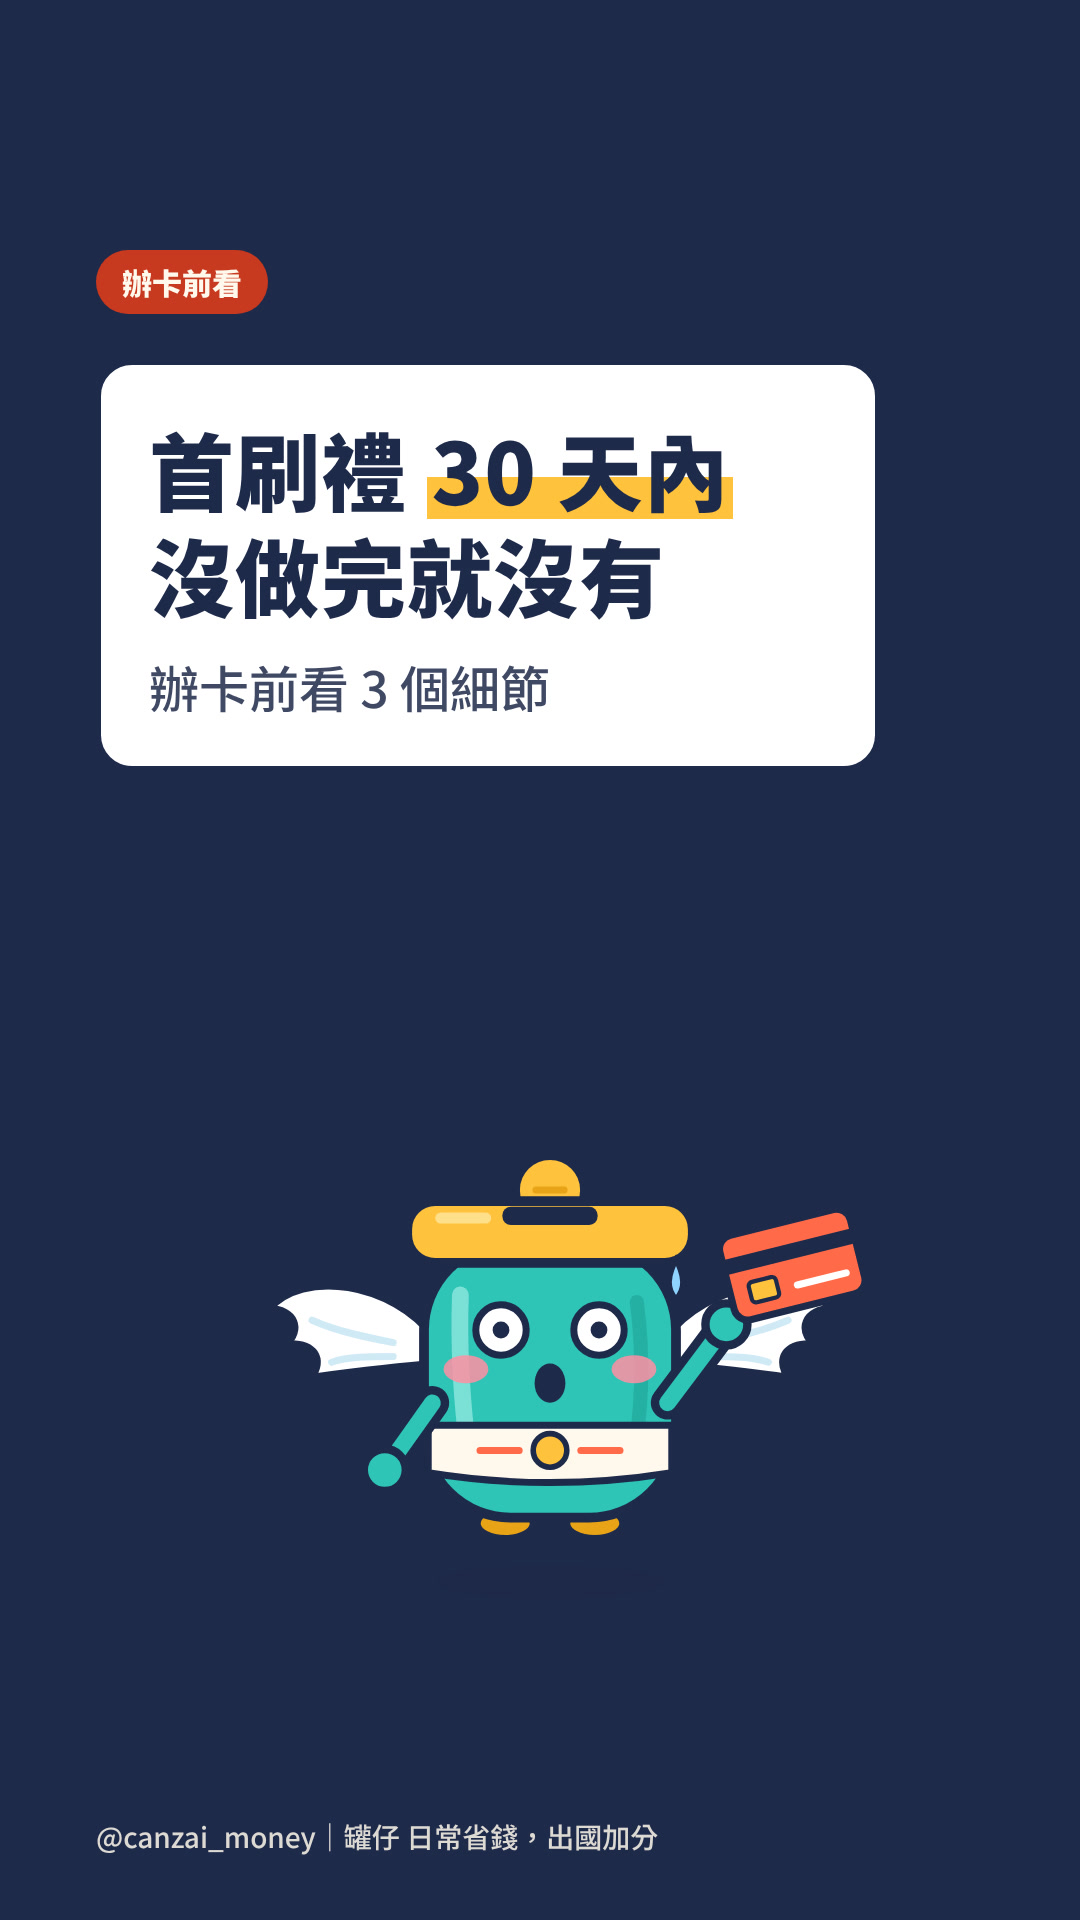 辦卡前看
首刷禮 30 天內
沒做完就沒有
辦卡前看 3 個細節
@canzai_money｜罐仔 日常省錢，出國加分